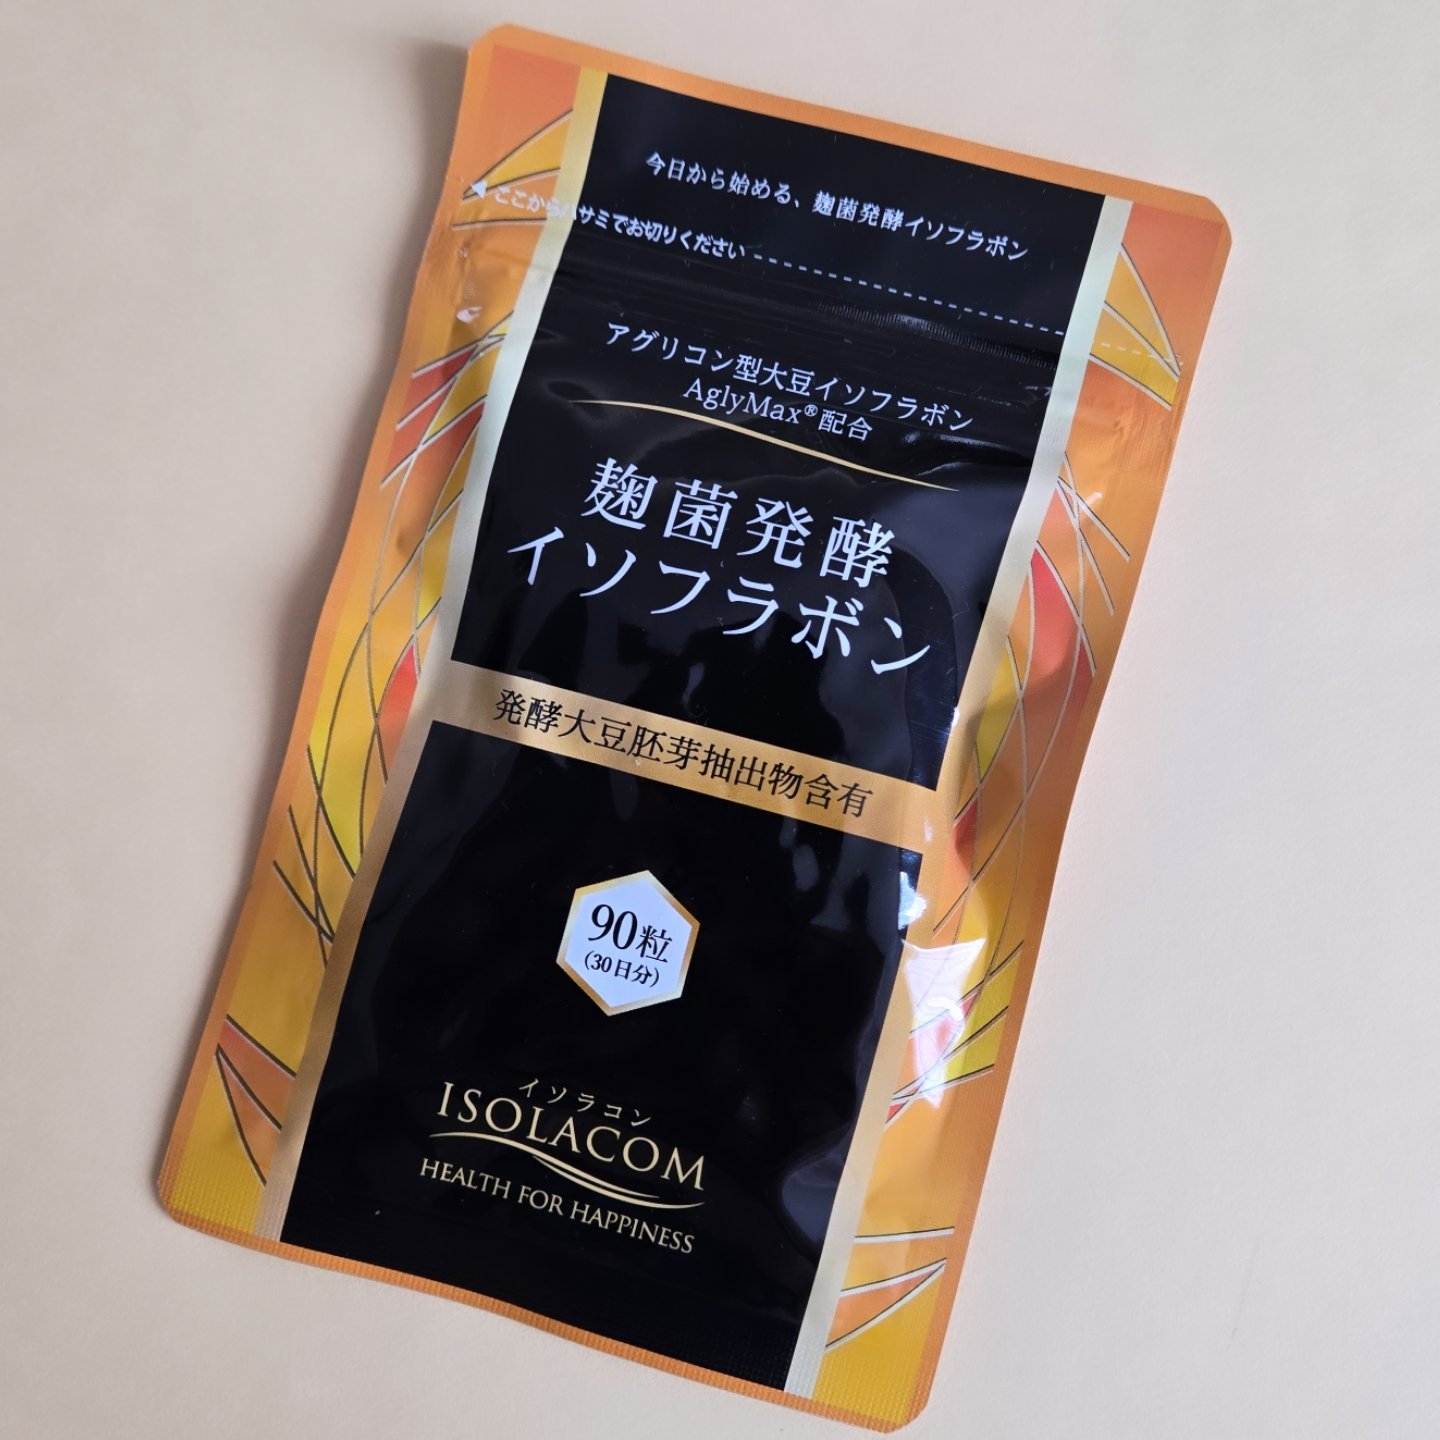 今日から始める、麹菌発酵イソフラボン
◀ここからハサミでお切りください
アグリコン型大豆イソフラボン
AglyMax®配合
麹菌発酵
イソフラボン
発酵大豆胚芽抽出物含有
90粒
(30日分)
イソラコン
ISOLACOM
HEALTH FOR HAPPINESS